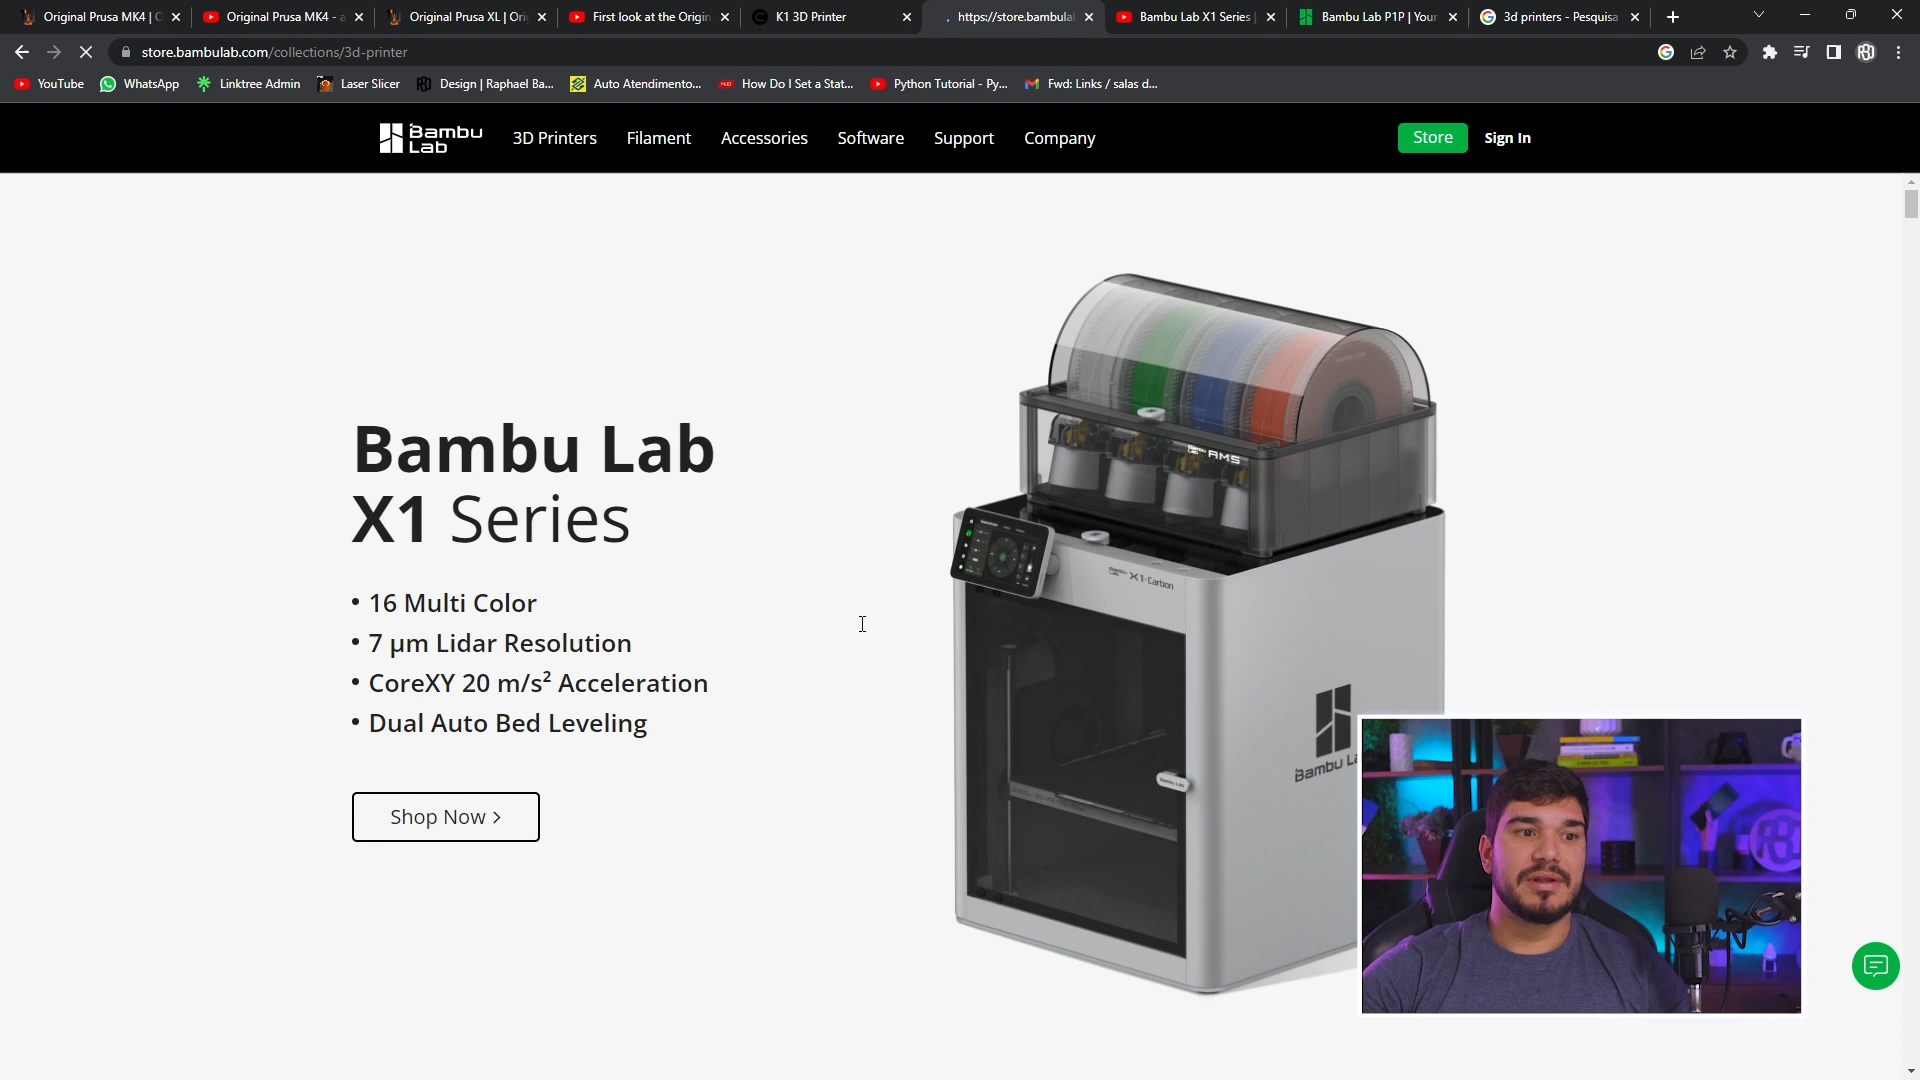 Original Prusa MK4 | O
Original Prusa MK4 - a
Original Prusa XL | Ori
First look at the Origin
K1 3D Printer
https://store.bambulal
Bambu Lab X1 Series |
Bambu Lab P1P | Your
3d printers - Pesquisa
store.bambulab.com/collections/3d-printer
YouTube
WhatsApp
Linktree Admin
Laser Slicer
Design | Raphael Ba...
Auto Atendimento...
How Do I Set a Stat...
Python Tutorial - Py...
Fwd: Links / salas d...
Bambu
Lab
3D Printers
Filament
Accessories
Software
Support
Company
Store
Sign In
Bambu Lab
X1 Series
• 16 Multi Color
• 7 μm Lidar Resolution
• CoreXY 20 m/s² Acceleration
• Dual Auto Bed Leveling
Shop Now >
AMS
X1-Carbon
Bambu La